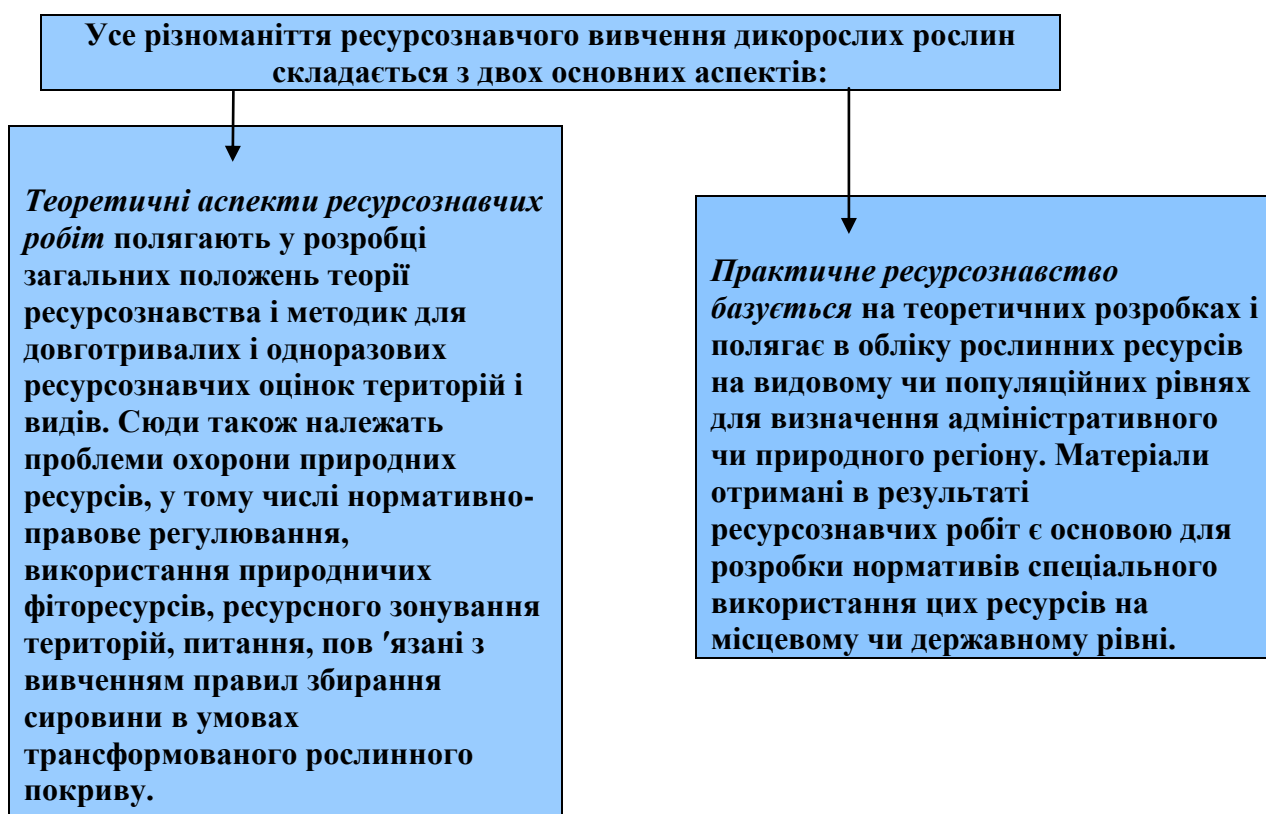 Усе різноманіття ресурсознавчого вивчення дикорослих рослин
складається з двох основних аспектів:
Теоретичні аспекти ресурсознавчих
робіт полягають у розробці
загальних положень теорії
ресурсознавства і методик для
довготривалих і одноразових
ресурсознавчих оцінок територій і
видів. Сюди також належать
проблеми охорони природних
ресурсів, у тому числі нормативно-
правове регулювання,
використання природничих
фіторесурсів, ресурсного зонування
територій, питання, пов ′язані з
вивченням правил збирання
сировини в умовах
трансформованого рослинного
покриву.
Практичне ресурсознавство
базується на теоретичних розробках і
полягає в обліку рослинних ресурсів
на видовому чи популяційних рівнях
для визначення адміністративного
чи природного регіону. Матеріали
отримані в результаті
ресурсознавчих робіт є основою для
розробки нормативів спеціального
використання цих ресурсів на
місцевому чи державному рівні.